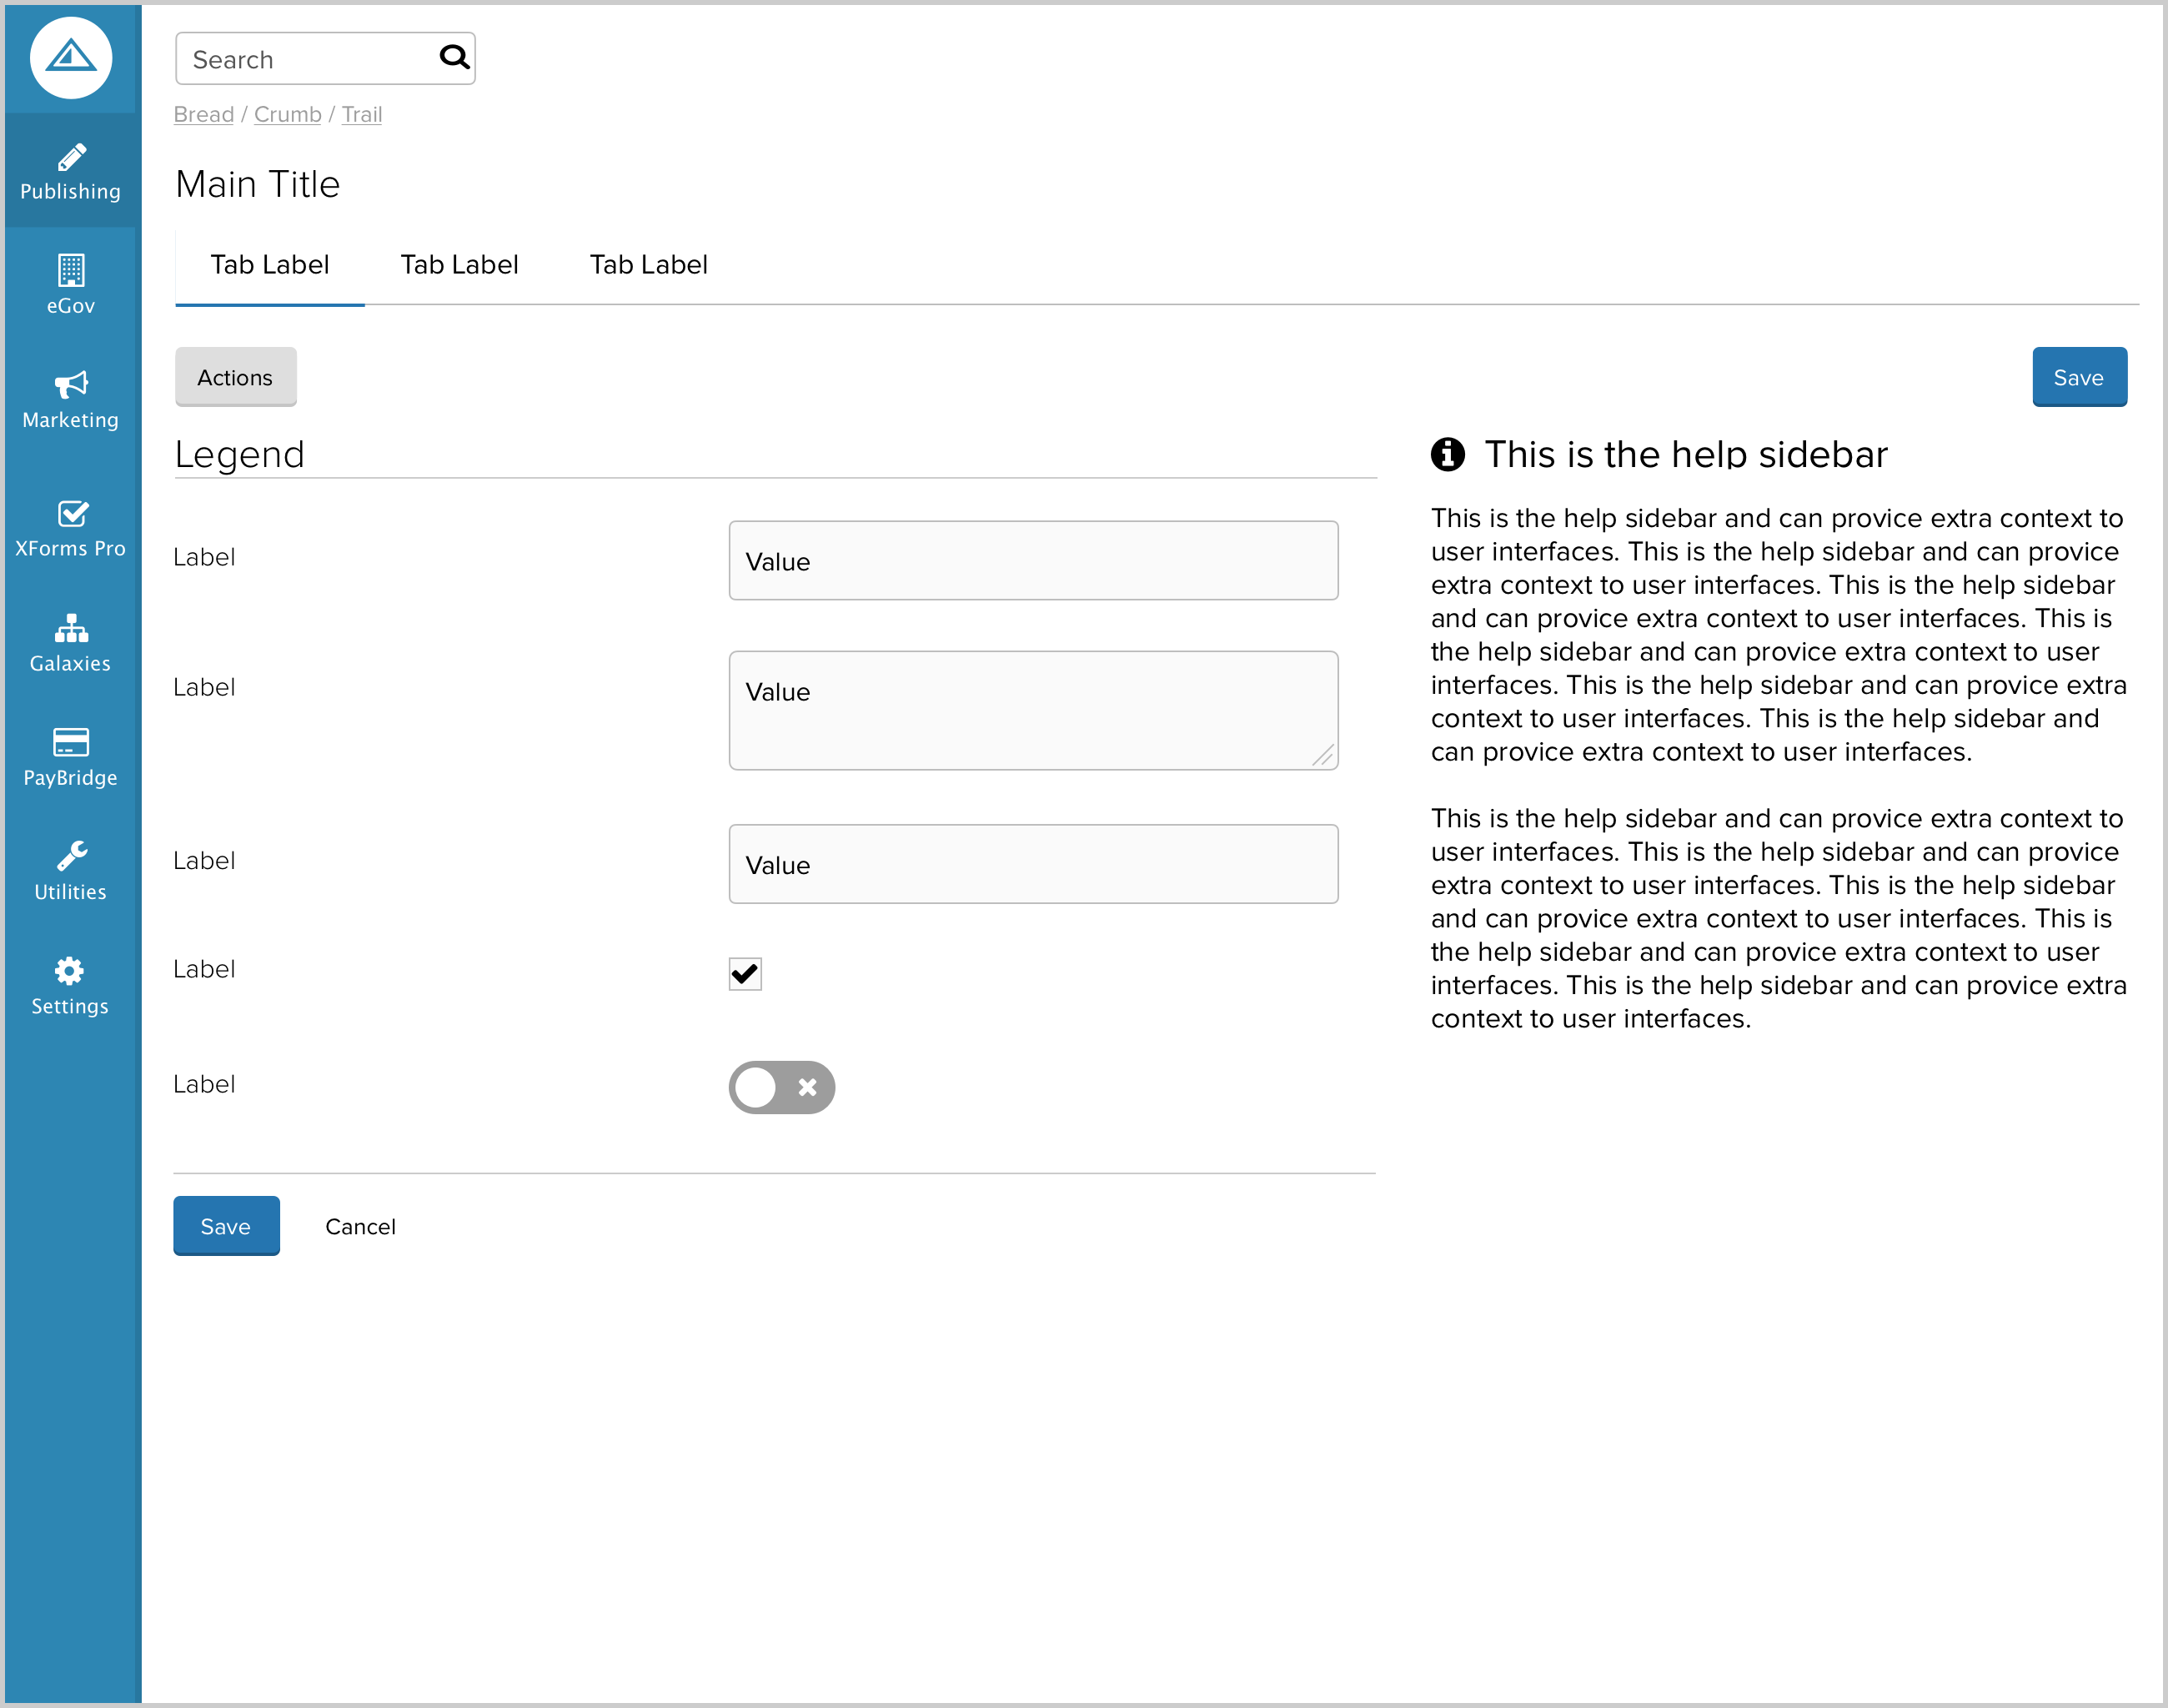 Search
Bread / Crumb / Trail
Main Title
Tab Label Tab Label Tab Label
Actions
Save
Publishing
eGov
Marketing
XForms Pro
Galaxies
PayBridge
Utilities
Settings
Legend
Label
Value
Label
Value
Label
Value
Label
Label
Save Cancel
This is the help sidebar
This is the help sidebar and can provice extra context to
user interfaces. This is the help sidebar and can provice
extra context to user interfaces. This is the help sidebar
and can provice extra context to user interfaces. This is
the help sidebar and can provice extra context to user
interfaces. This is the help sidebar and can provice extra
context to user interfaces. This is the help sidebar and
can provice extra context to user interfaces.
This is the help sidebar and can provice extra context to
user interfaces. This is the help sidebar and can provice
extra context to user interfaces. This is the help sidebar
and can provice extra context to user interfaces. This is
the help sidebar and can provice extra context to user
interfaces. This is the help sidebar and can provice extra
context to user interfaces.